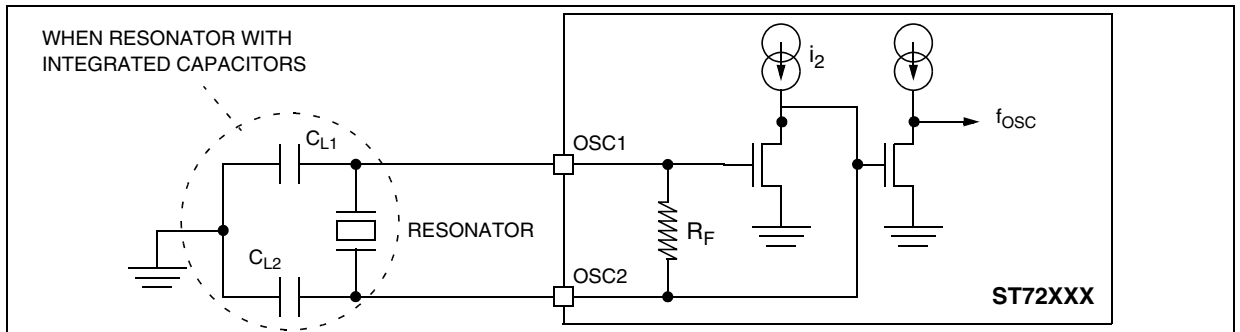 WHEN RESONATOR WITH
INTEGRATED CAPACITORS
i2
fOSC
CL1
OSC1
RESONATOR
RF
CL2
OSC2
ST72XXX